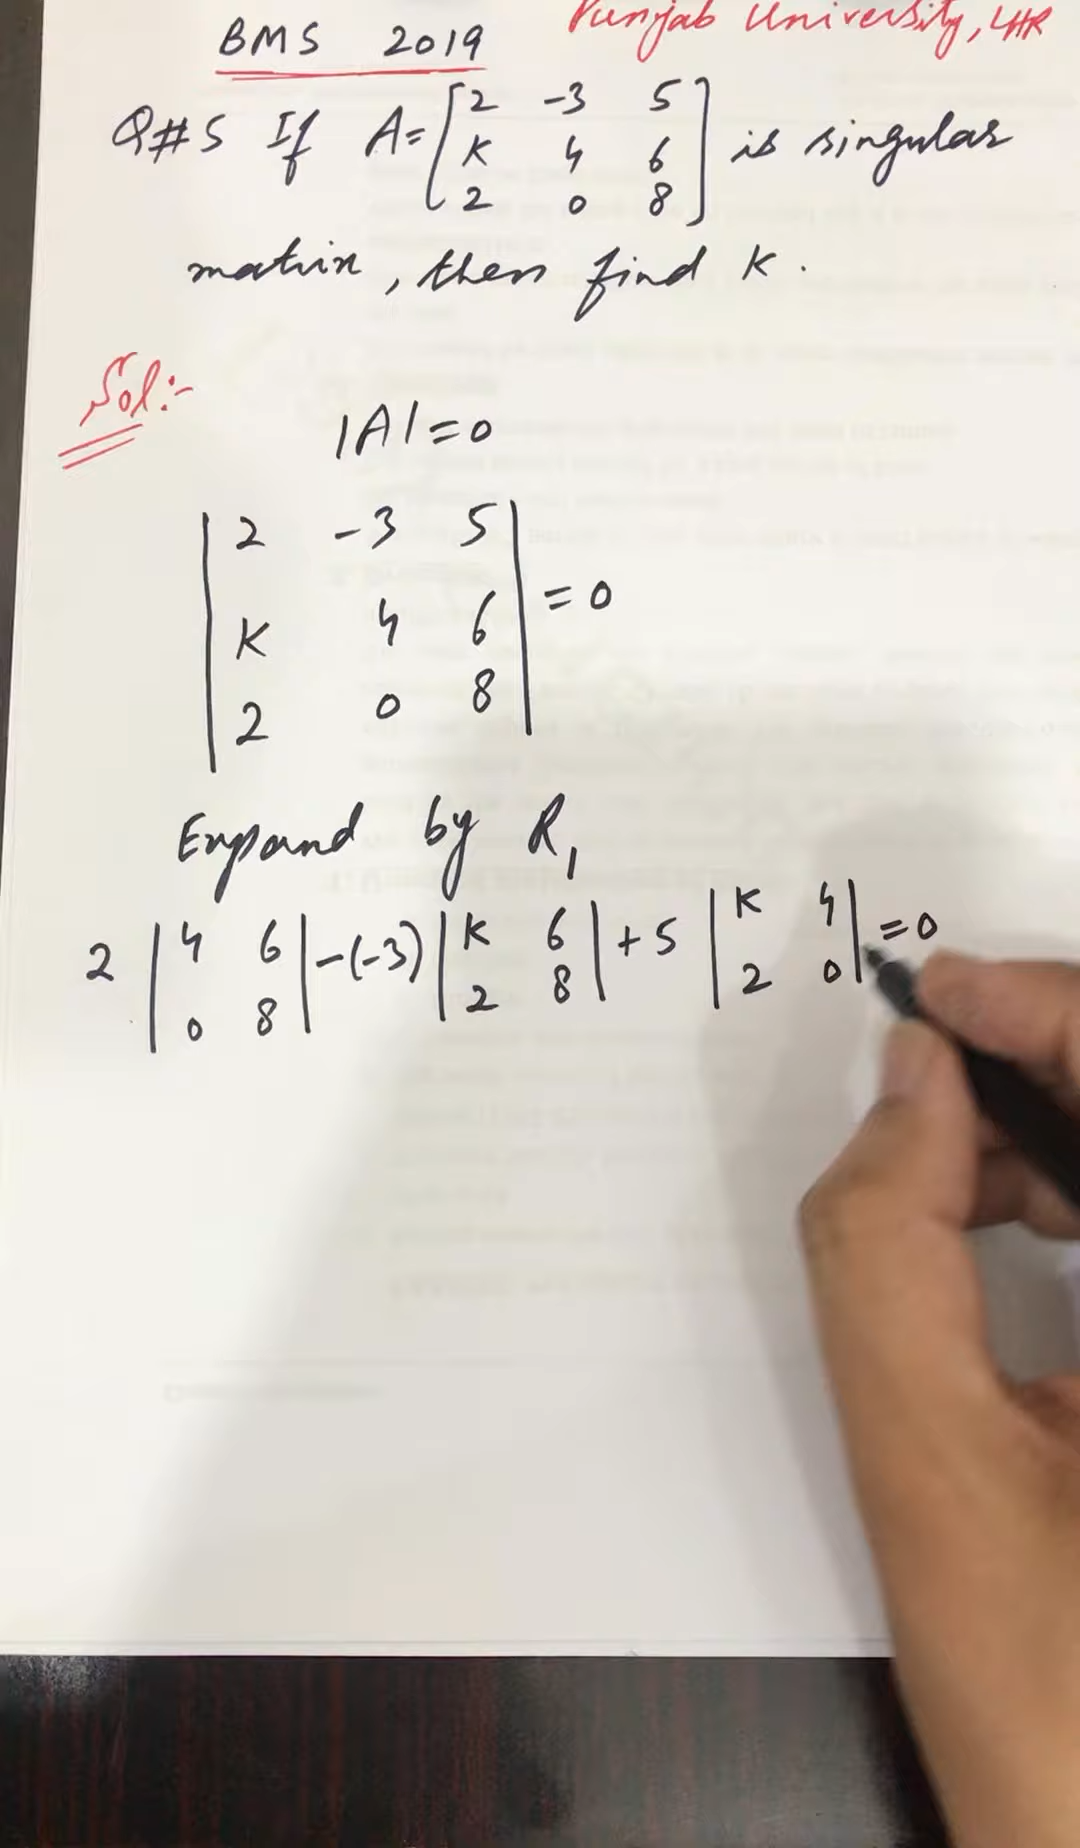 BMS 2019 Punjab University, LHR
Q#5 If A= [2 -3 5
K 4 6
2 0 8] is singular
matrix, then find K.
Sol:-
|A|=0
|2 -3 5|
|K 4 6| =0
|2 0 8|
Expand by R₁
2 |4 6| -(-3) |K 6| +5 |K 4| =0
|0 8| |2 8| |2 0|